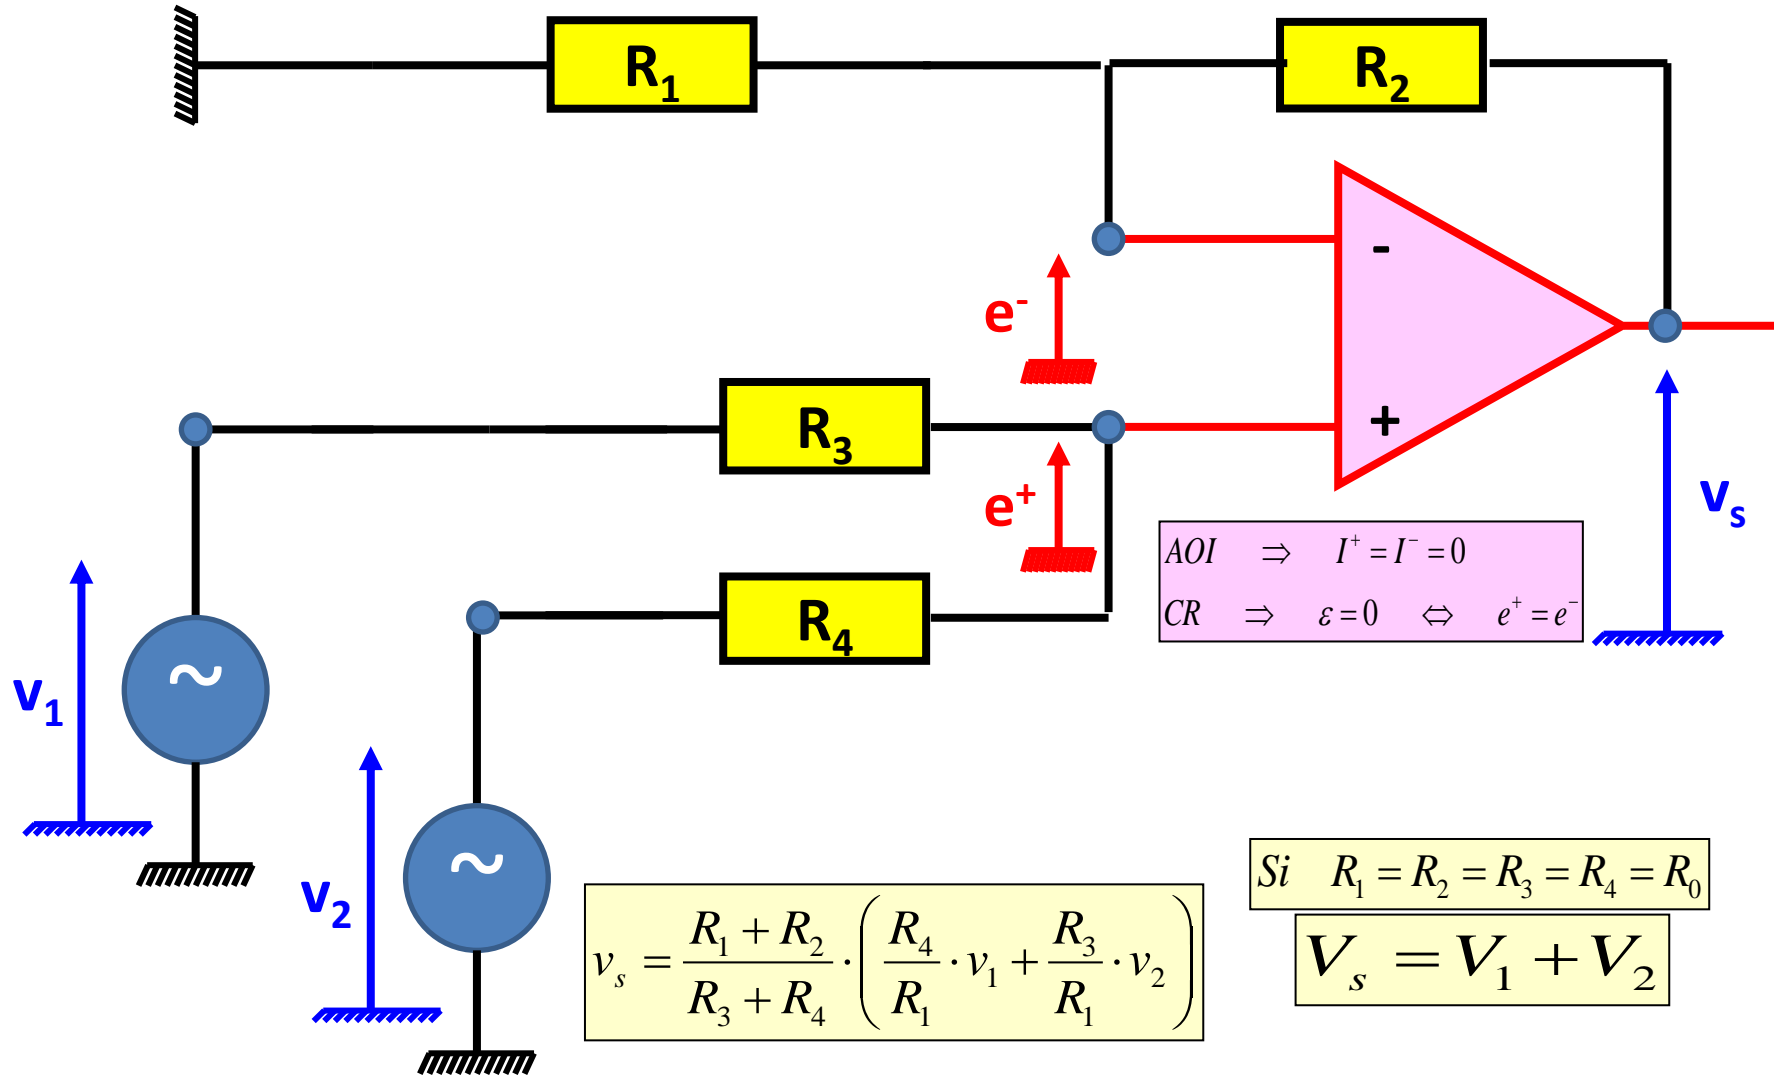 R₁
R₂
-
e⁻
R₃
+
e⁺
vₛ
AOI ⇒ I⁺ = I⁻ = 0
CR ⇒ ε = 0 ⇔ e⁺ = e⁻
R₄
~
v₁
~
v₂
Si R₁ = R₂ = R₃ = R₄ = R₀
vₛ = (R₁ + R₂)/(R₃ + R₄) · (R₄/R₁ · v₁ + R₃/R₁ · v₂)
Vₛ = V₁ + V₂